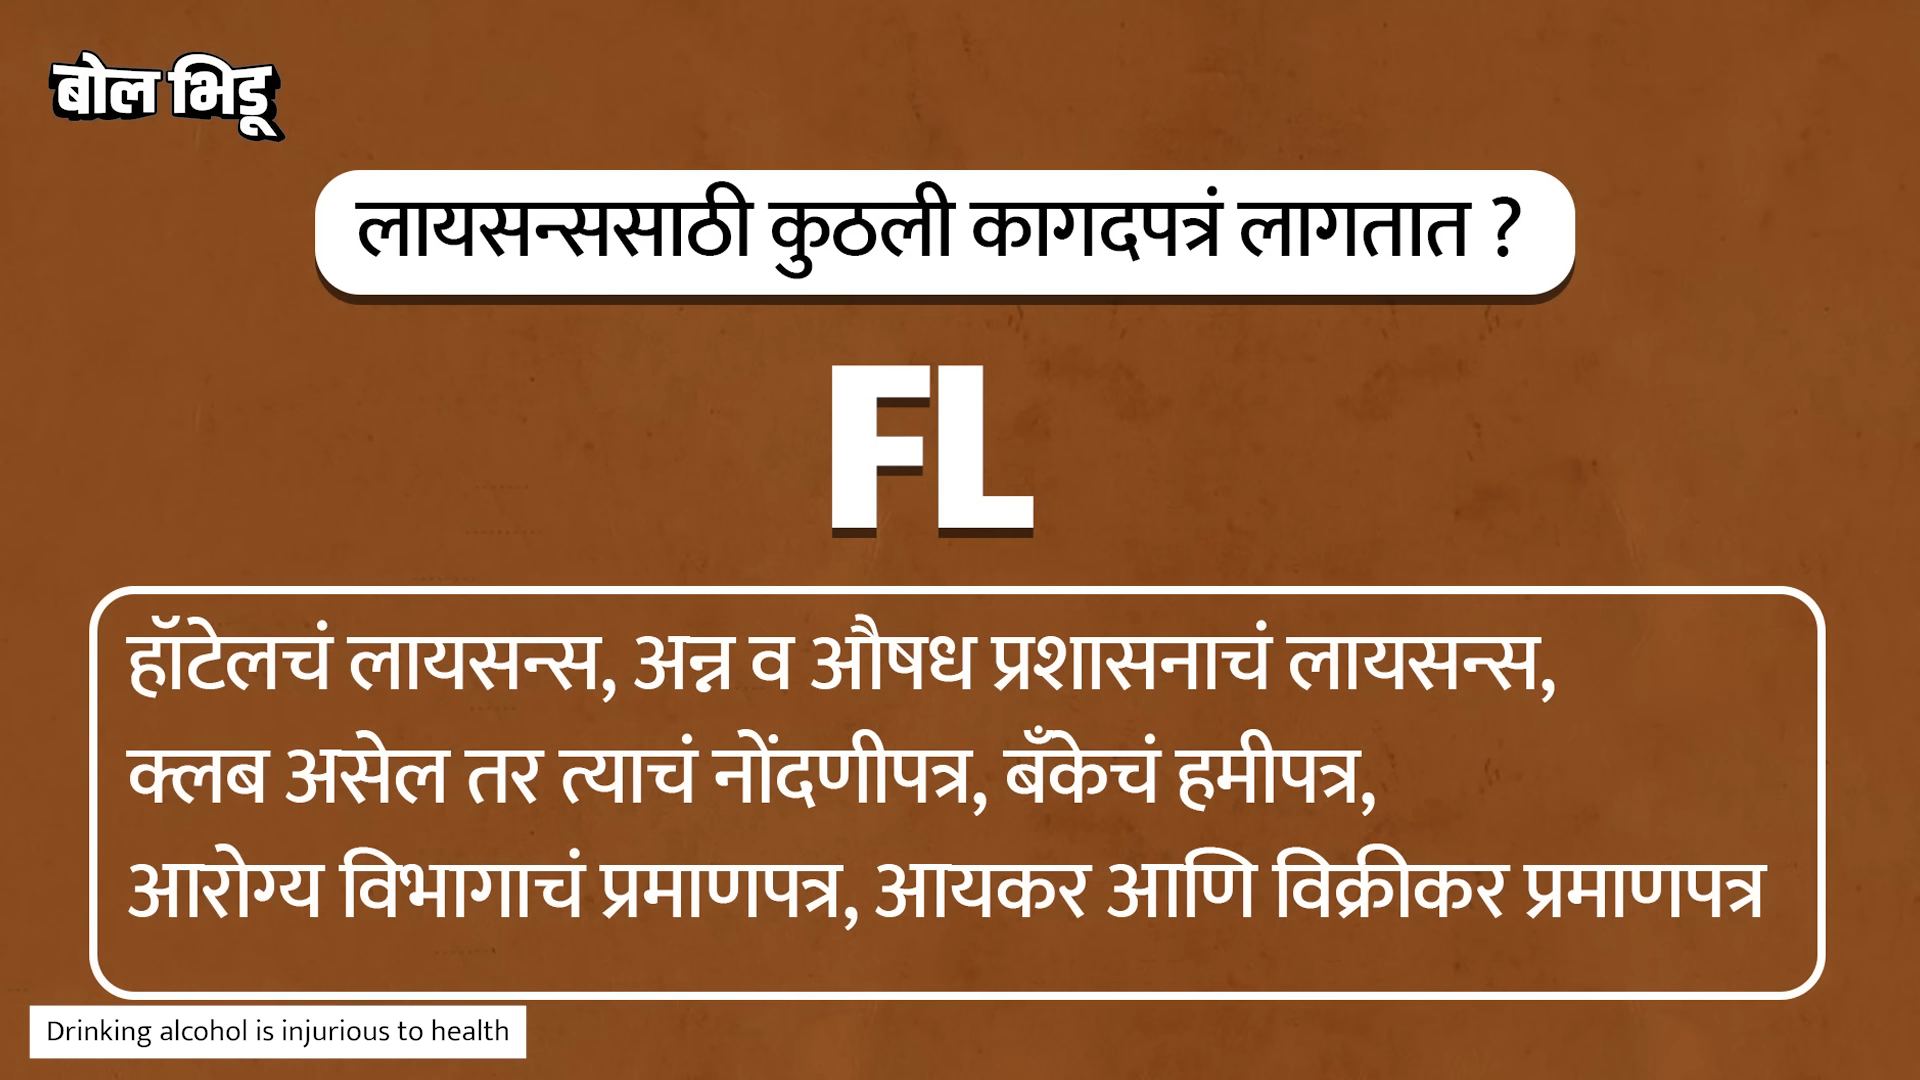 बोल भिडू
लायसन्ससाठी कुठली कागदपत्रं लागतात ?
FL
हॉटेलचं लायसन्स, अन्न व औषध प्रशासनाचं लायसन्स,
क्लब असेल तर त्याचं नोंदणीपत्र, बँकेचं हमीपत्र,
आरोग्य विभागाचं प्रमाणपत्र, आयकर आणि विक्रीकर प्रमाणपत्र
Drinking alcohol is injurious to health